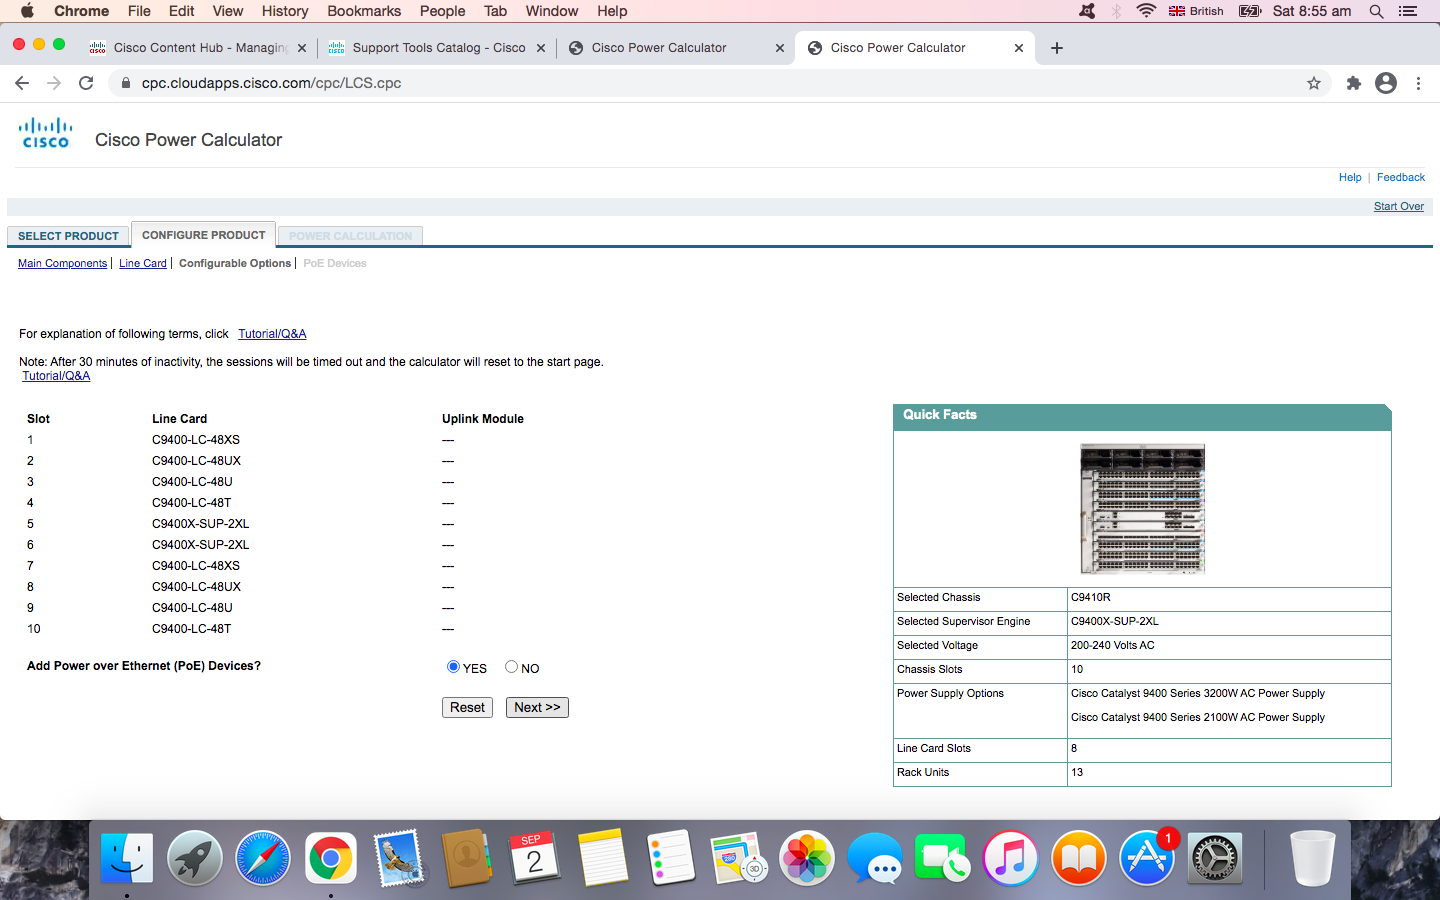 Chrome File Edit View History Bookmarks People Tab Window Help British Sat 8:55 am
Cisco Content Hub - Managing Support Tools Catalog - Cisco Cisco Power Calculator Cisco Power Calculator
cpc.cloudapps.cisco.com/cpc/LCS.cpc
CISCO Cisco Power Calculator
Help | Feedback
Start Over
SELECT PRODUCT CONFIGURE PRODUCT POWER CALCULATION
Main Components | Line Card | Configurable Options | PoE Devices
For explanation of following terms, click Tutorial/Q&A
Note: After 30 minutes of inactivity, the sessions will be timed out and the calculator will reset to the start page.
Tutorial/Q&A
Slot Line Card Uplink Module
1 C9400-LC-48XS ---
2 C9400-LC-48UX ---
3 C9400-LC-48U ---
4 C9400-LC-48T ---
5 C9400X-SUP-2XL ---
6 C9400X-SUP-2XL ---
7 C9400-LC-48XS ---
8 C9400-LC-48UX ---
9 C9400-LC-48U ---
10 C9400-LC-48T ---
Add Power over Ethernet (PoE) Devices? YES NO
Reset Next >>
Quick Facts
Selected Chassis C9410R
Selected Supervisor Engine C9400X-SUP-2XL
Selected Voltage 200-240 Volts AC
Chassis Slots 10
Power Supply Options Cisco Catalyst 9400 Series 3200W AC Power Supply
Cisco Catalyst 9400 Series 2100W AC Power Supply
Line Card Slots 8
Rack Units 13
SEP
2
280
3D
1